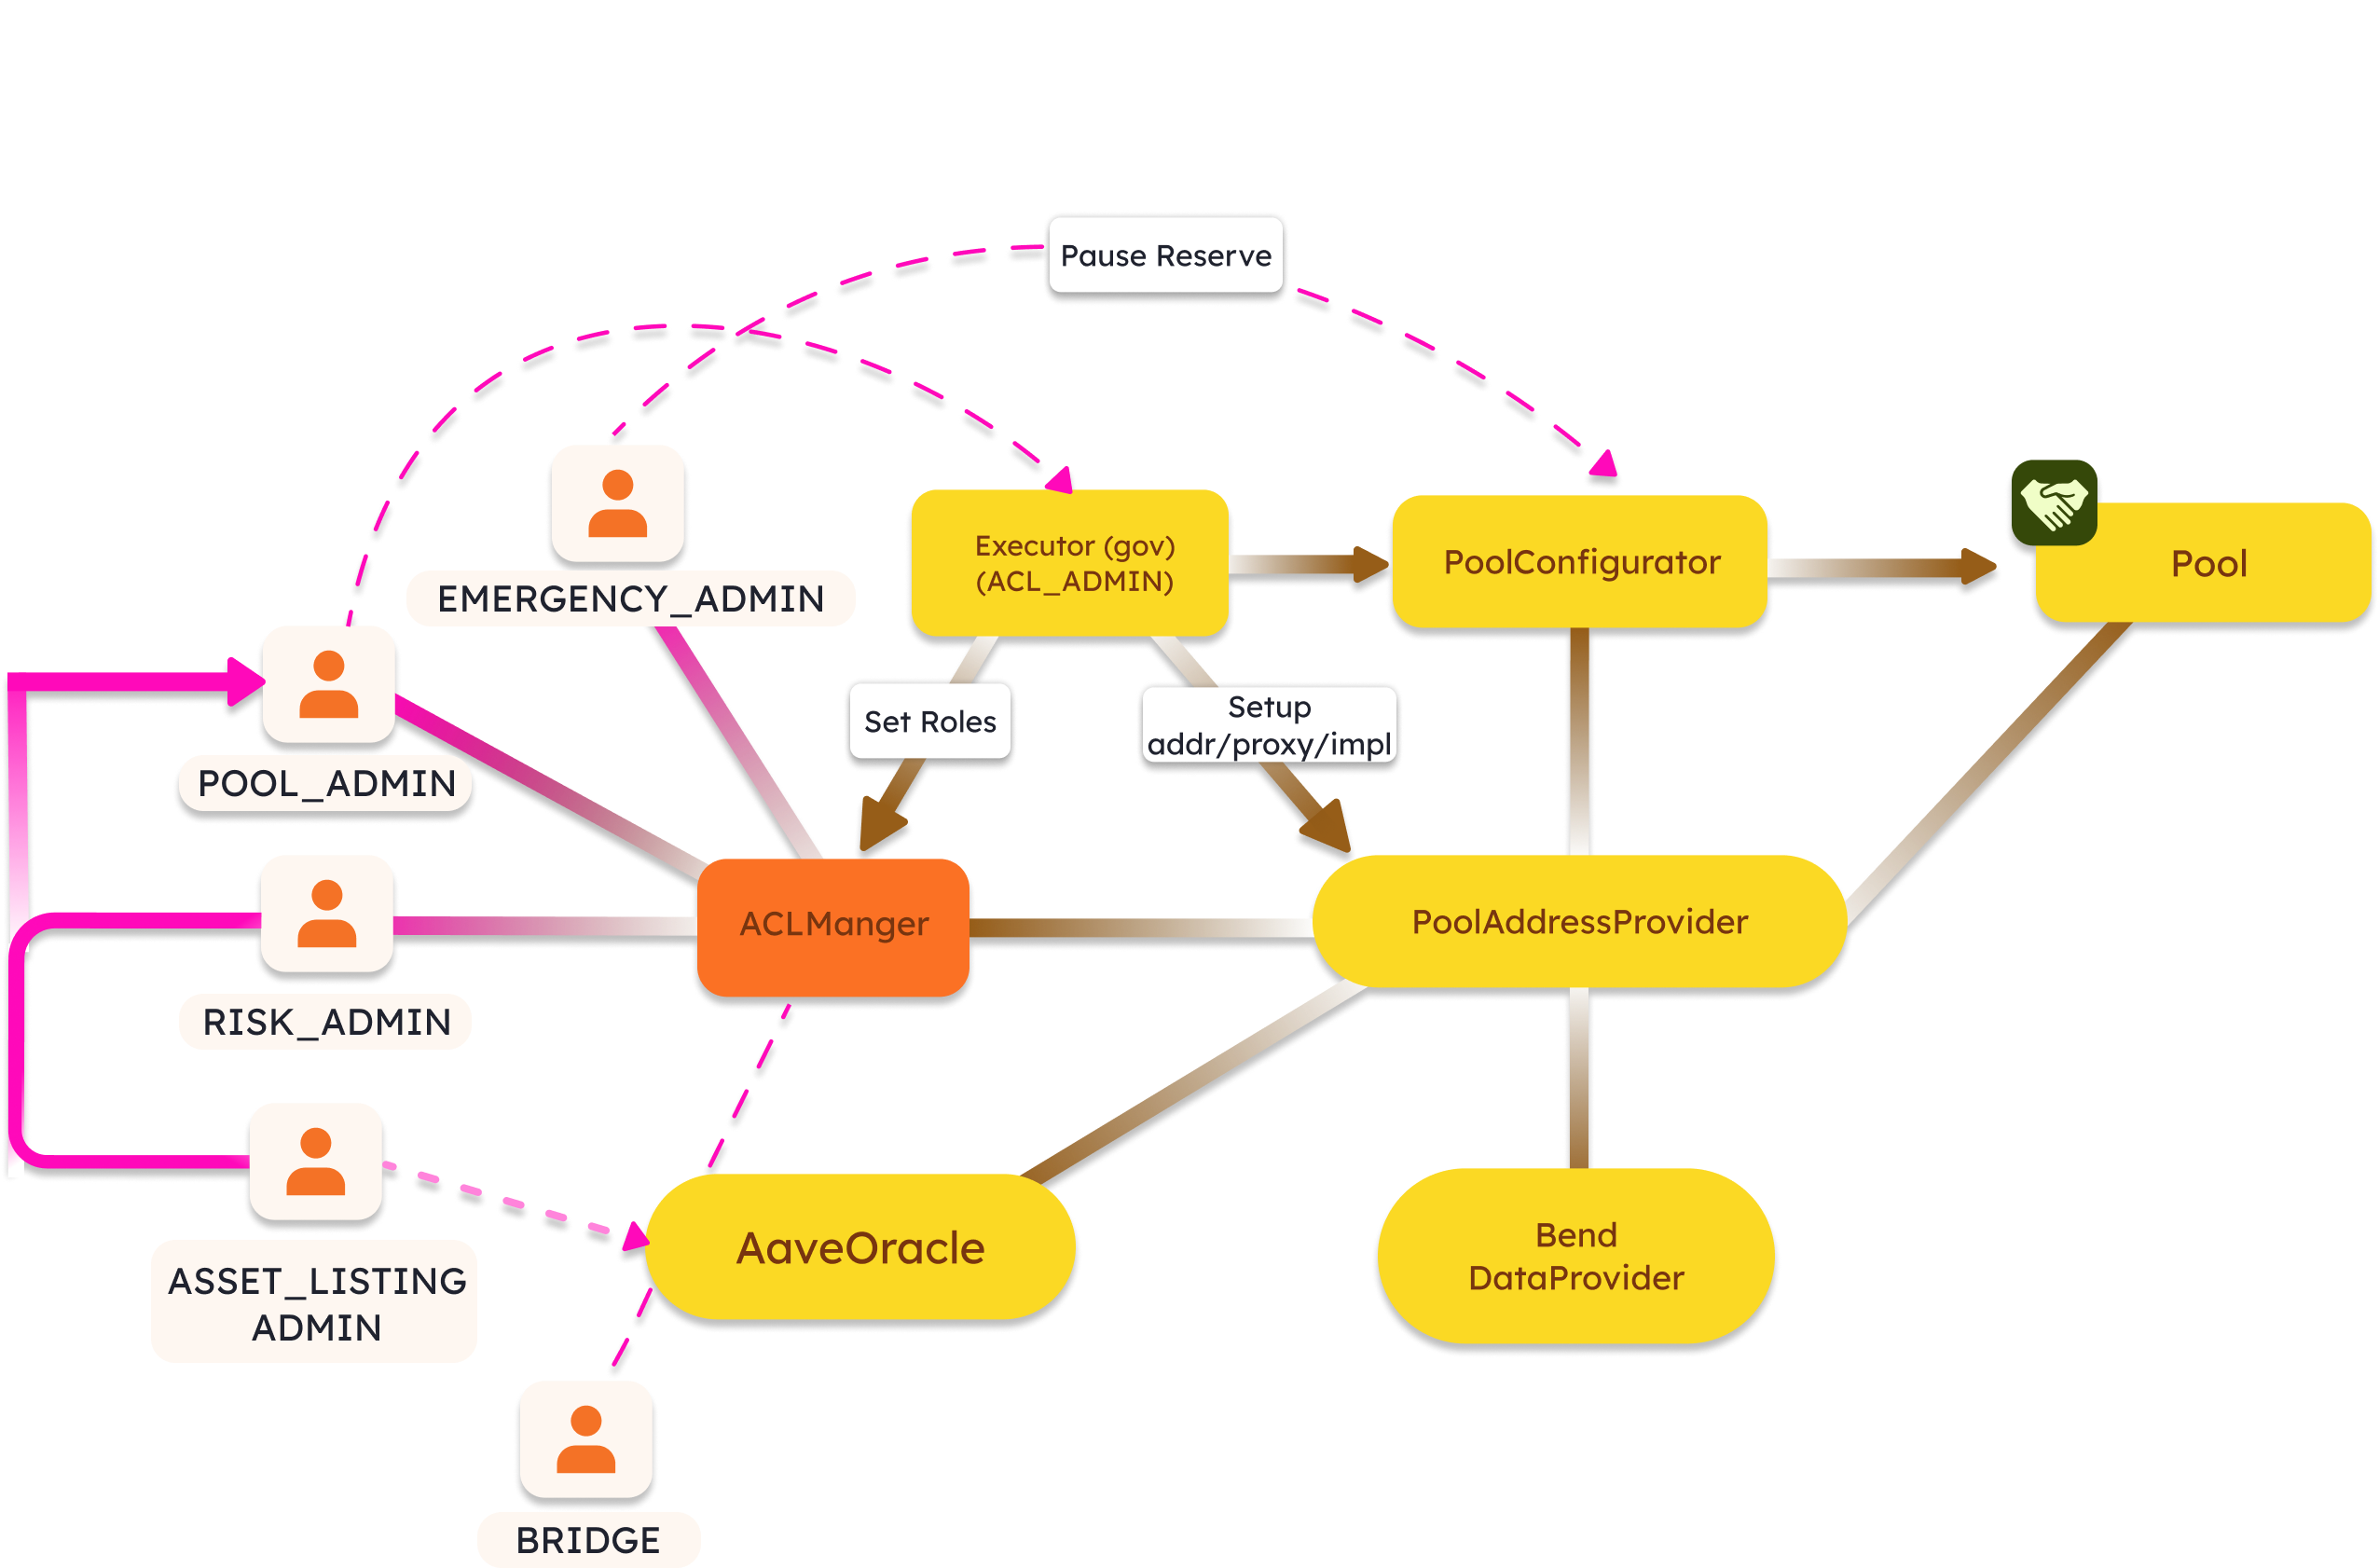 Pause Reserve
EMERGENCY_ADMIN
Executor (gov)
(ACL_ADMIN)
PoolConfigurator
Pool
POOL_ADMIN
Set Roles
Setup
addr/proxy/impl
RISK_ADMIN
ACLManger
PoolAddressProvider
ASSET_LISTING
ADMIN
AaveOracle
Bend
DataProvider
BRIDGE